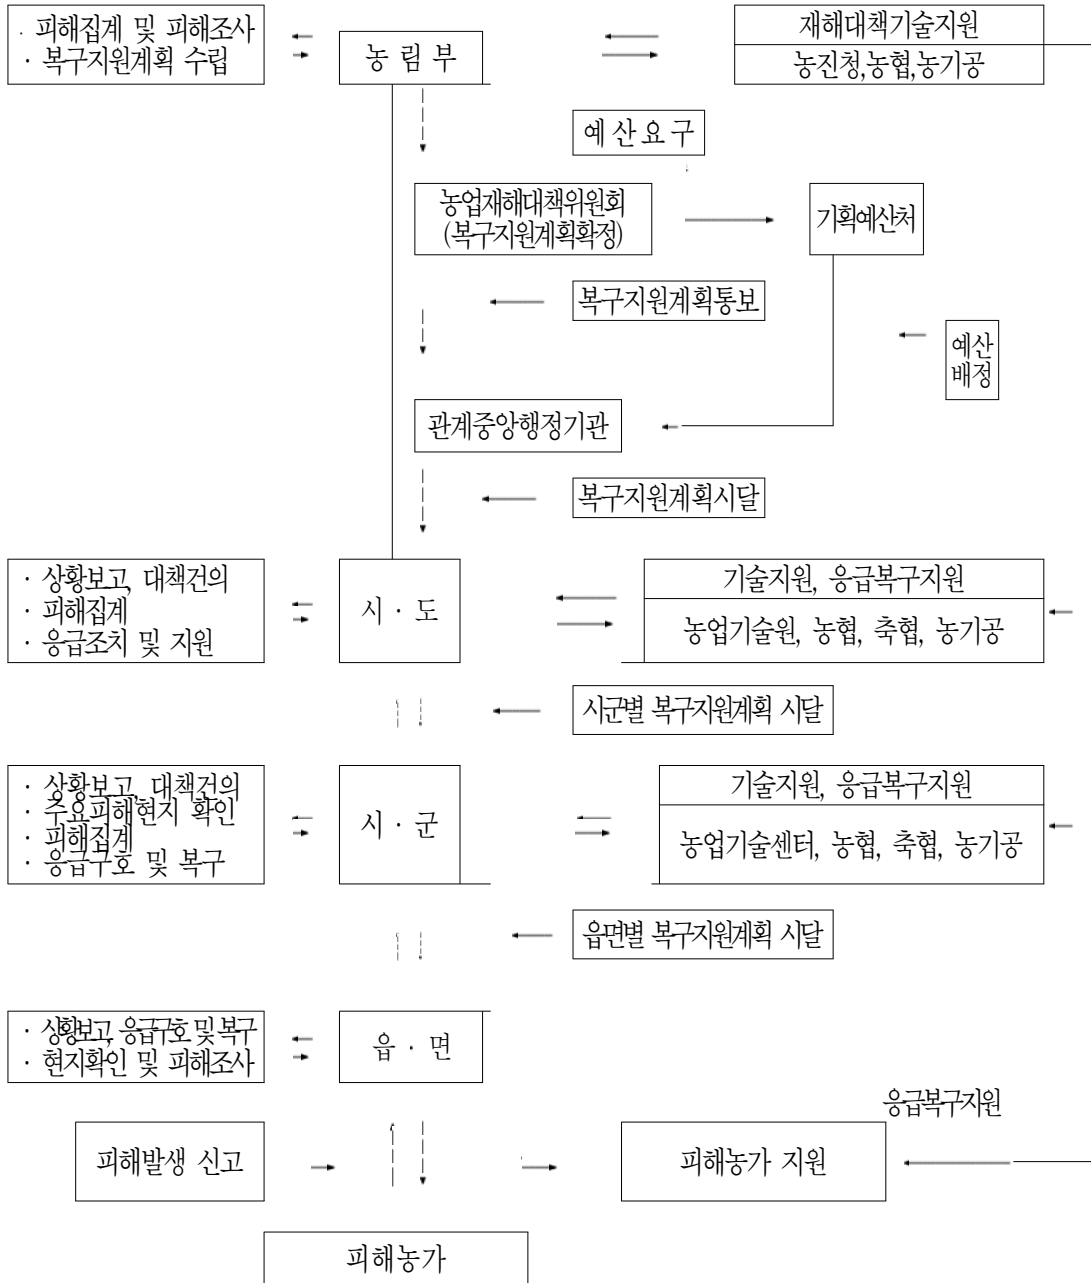 · 피해집계 및 피해조사
· 복구지원계획 수립
농 림 부
재해대책기술지원
농진청,농협,농기공
예 산 요 구
농업재해대책위원회
(복구지원계획확정)
기획예산처
복구지원계획통보
예산
배정
관계중앙행정기관
복구지원계획시달
· 상황보고, 대책건의
· 피해집계
· 응급조치 및 지원
시 · 도
기술지원, 응급복구지원
농업기술원, 농협, 축협, 농기공
시군별 복구지원계획 시달
· 상황보고, 대책건의
· 주요피해현지 확인
· 피해집계
· 응급구호 및 복구
시 · 군
기술지원, 응급복구지원
농업기술센터, 농협, 축협, 농기공
읍면별 복구지원계획 시달
· 상황보고, 응급구호 및 복구
· 현지확인 및 피해조사
읍 · 면
응급복구지원
피해발생 신고
피해농가 지원
피해농가